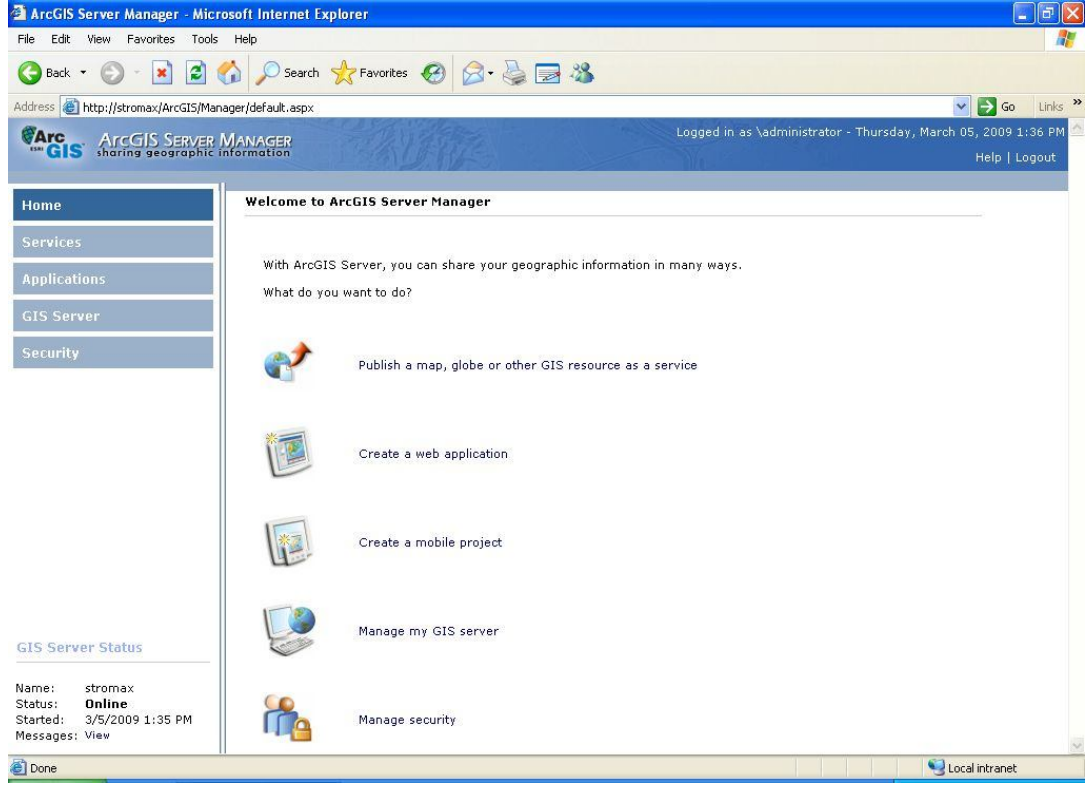 ArcGIS Server Manager - Microsoft Internet Explorer
File Edit View Favorites Tools Help
Back Search Favorites
Address http://stromax/ArcGIS/Manager/default.aspx Go Links »
Arc GIS ESRI ArcGIS Server Manager Logged in as \administrator - Thursday, March 05, 2009 1:36 PM
sharing geographic information
Help | Logout
Home
Services
Applications
GIS Server
Security
Welcome to ArcGIS Server Manager
With ArcGIS Server, you can share your geographic information in many ways.
What do you want to do?
Publish a map, globe or other GIS resource as a service
Create a web application
Create a mobile project
Manage my GIS server
Manage security
GIS Server Status
Name: stromax
Status: Online
Started: 3/5/2009 1:35 PM
Messages: View
Done Local intranet